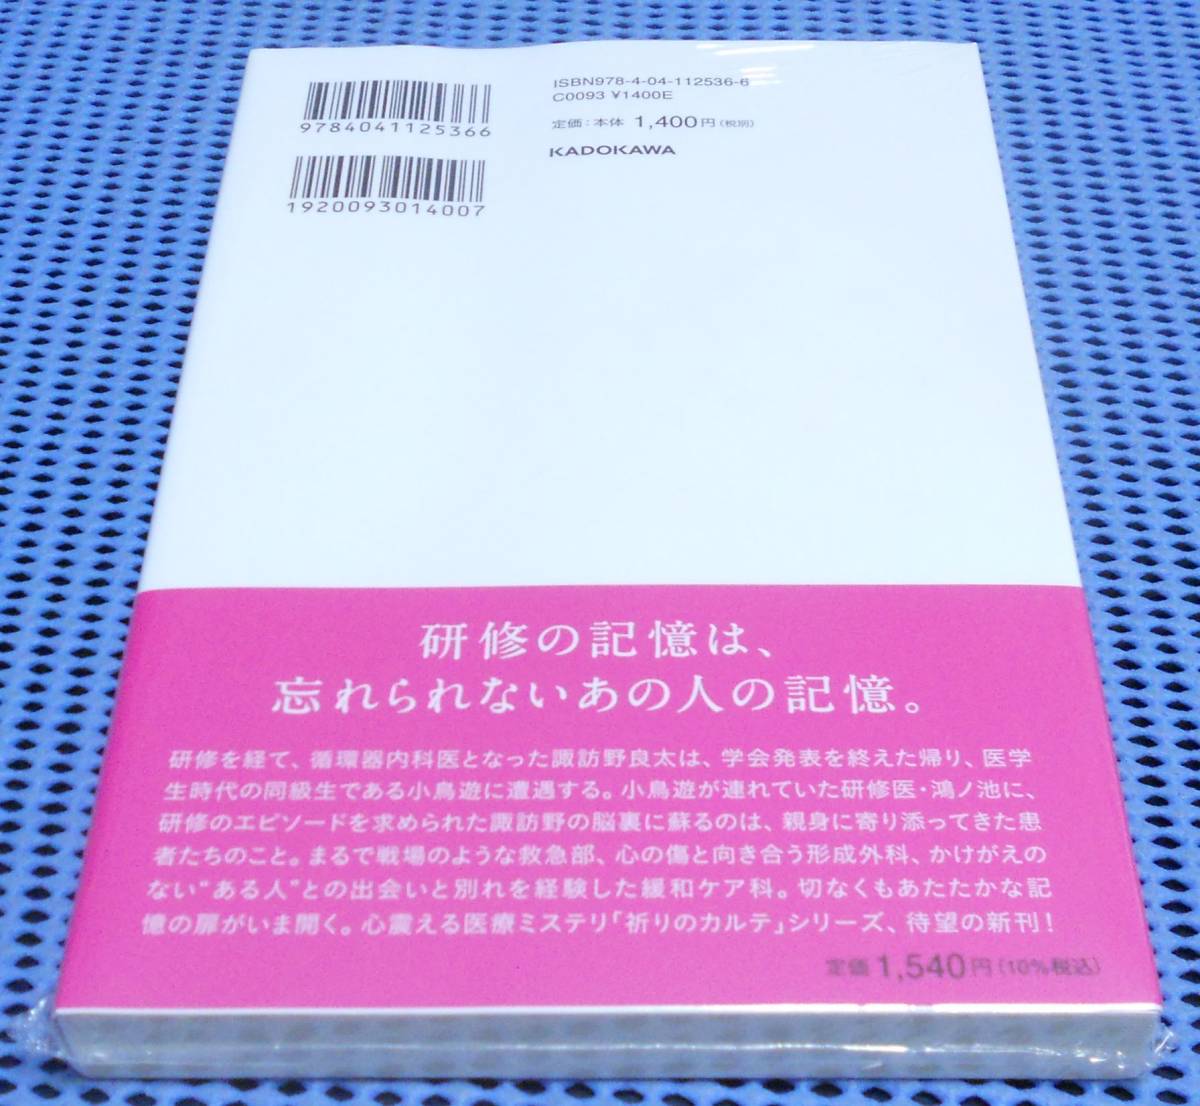 9784041125366
1920093014007
ISBN978-4-04-112536-6
C0093 ¥1400E
定価：本体 1,400円（税別）
KADOKAWA
研修の記憶は、
忘れられないあの人の記憶。
研修を経て、循環器内科医となった諏訪野良太は、学会発表を終えた帰り、医学
生時代の同級生である小鳥遊に遭遇する。小鳥遊が連れていた研修医・鴻ノ池に、
研修のエピソードを求められた諏訪野の脳裏に蘇るのは、親身に寄り添ってきた患
者たちのこと。まるで戦場のような救急部、心の傷と向き合う形成外科、かけがえの
ない“ある人”との出会いと別れを経験した緩和ケア科。切なくもあたたかな記
憶の扉がいま開く。心震える医療ミステリ「祈りのカルテ」シリーズ、待望の新刊！
定価 1,540円（10%税込）